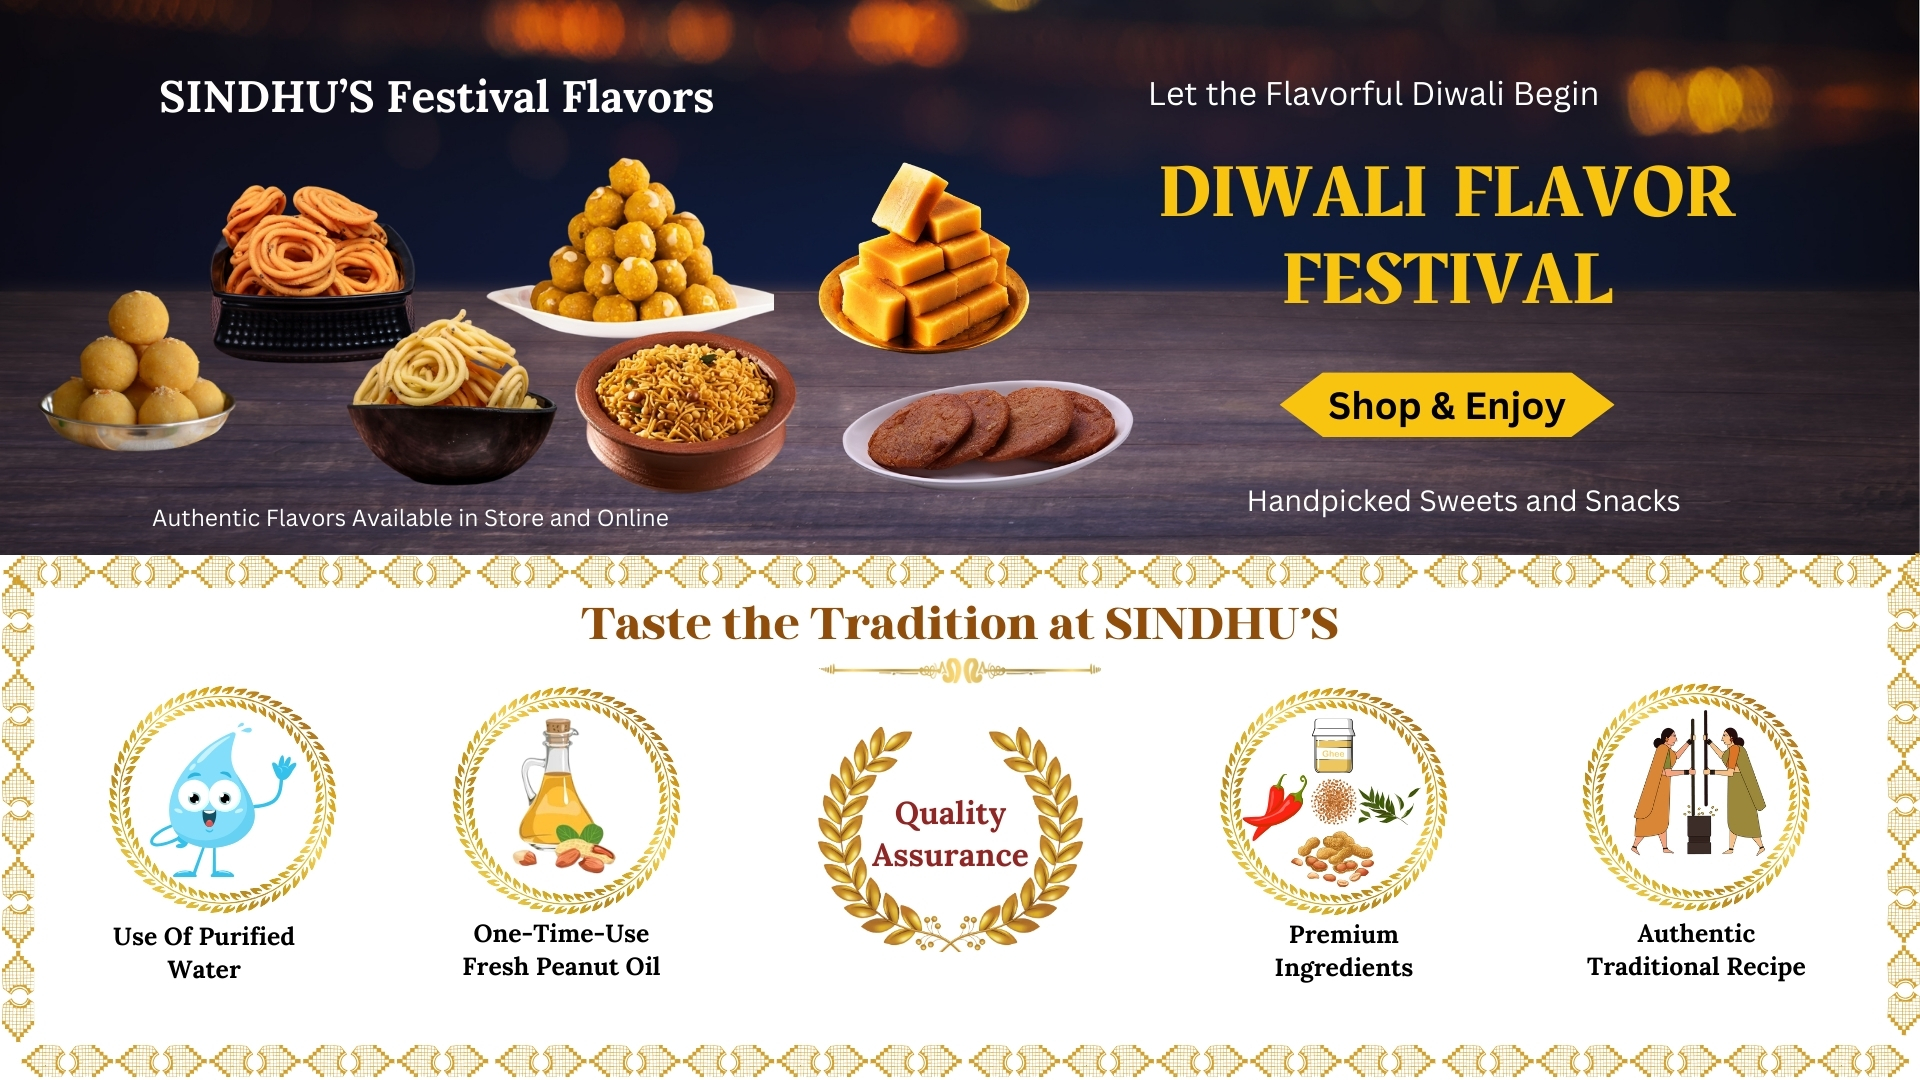 SINDHU'S Festival Flavors
Authentic Flavors Available in Store and Online
Let the Flavorful Diwali Begin
DIWALI FLAVOR
FESTIVAL
Shop & Enjoy
Handpicked Sweets and Snacks
Taste the Tradition at SINDHU'S
Use Of Purified
Water
One-Time-Use
Fresh Peanut Oil
Quality
Assurance
Ghee
Premium
Ingredients
Authentic
Traditional Recipe